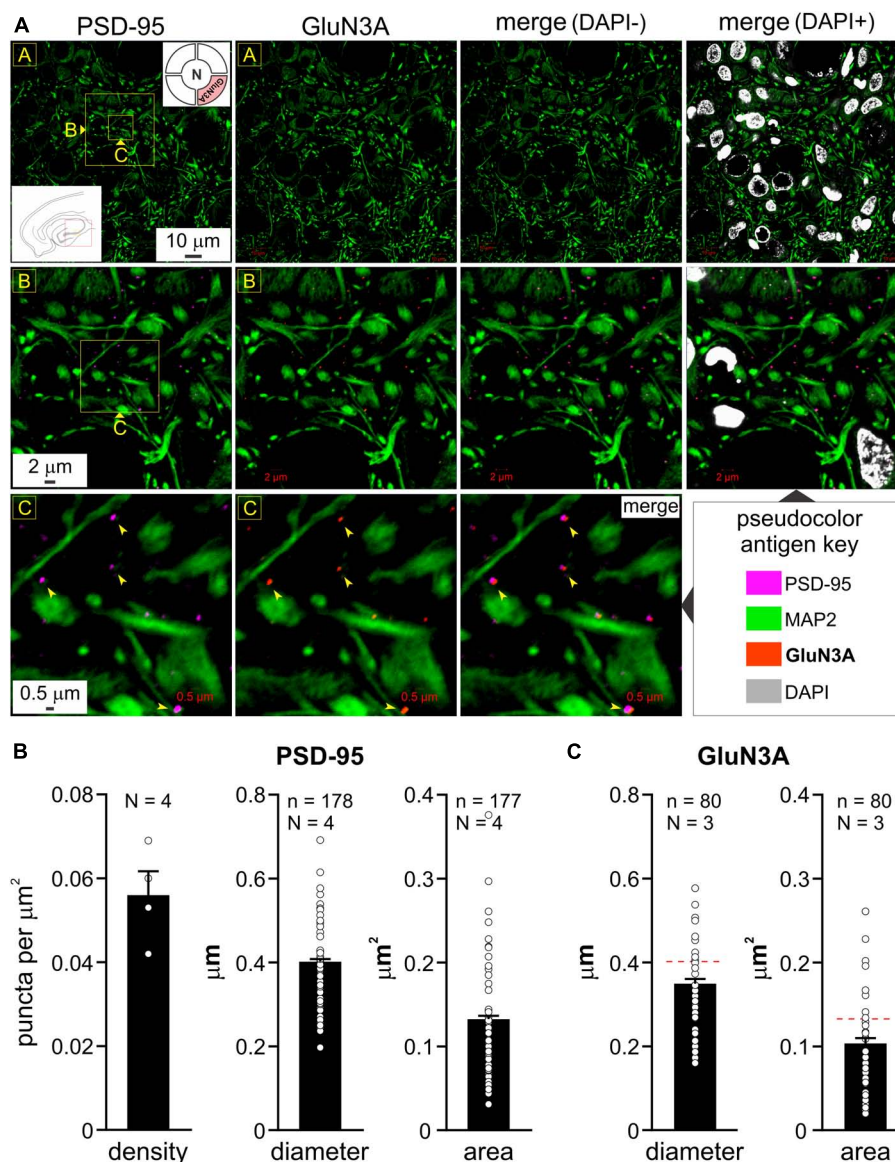 A
PSD-95
GluN3A
merge (DAPI-)
merge (DAPI+)
A
A
N
GluN3A
B
C
10 μm
B
B
C
2 μm
2 μm
2 μm
C
C
merge
0.5 μm
0.5 μm
0.5 μm
0.5 μm
pseudocolor
antigen key
PSD-95
MAP2
GluN3A
DAPI
B
PSD-95
puncta per μm²
0.08
0.06
0.04
0.02
0
N = 4
density
μm
0.8
0.6
0.4
0.2
0
n = 178
N = 4
diameter
μm²
0.4
0.3
0.2
0.1
0
n = 177
N = 4
area
C
GluN3A
μm
0.8
0.6
0.4
0.2
0
n = 80
N = 3
diameter
μm²
0.4
0.3
0.2
0.1
0
n = 80
N = 3
area